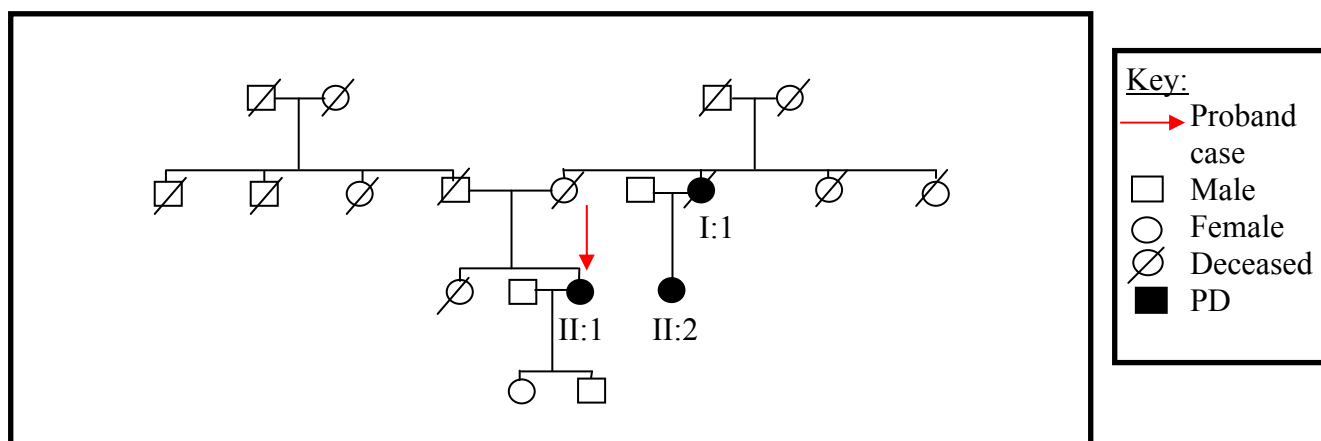 I:1
II:1
II:2
Key:
Proband
case
Male
Female
Deceased
PD